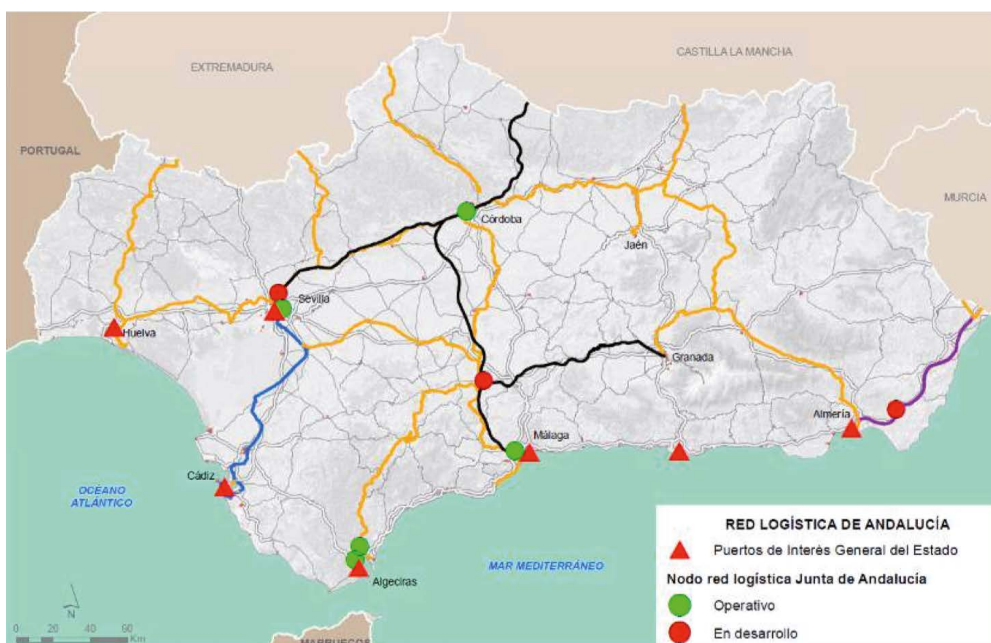 CASTILLA LA MANCHA
EXTREMADURA
PORTUGAL
MURCIA
Córdoba
Jaén
Sevilla
Huelva
Granada
Almería
Málaga
Cádiz
OCÉANO
ATLÁNTICO
MAR MEDITERRÁNEO
Algeciras
MARRUECOS
N
0 20 40 60
Km
RED LOGÍSTICA DE ANDALUCÍA
Puertos de Interés General del Estado
Nodo red logística Junta de Andalucía
Operativo
En desarrollo